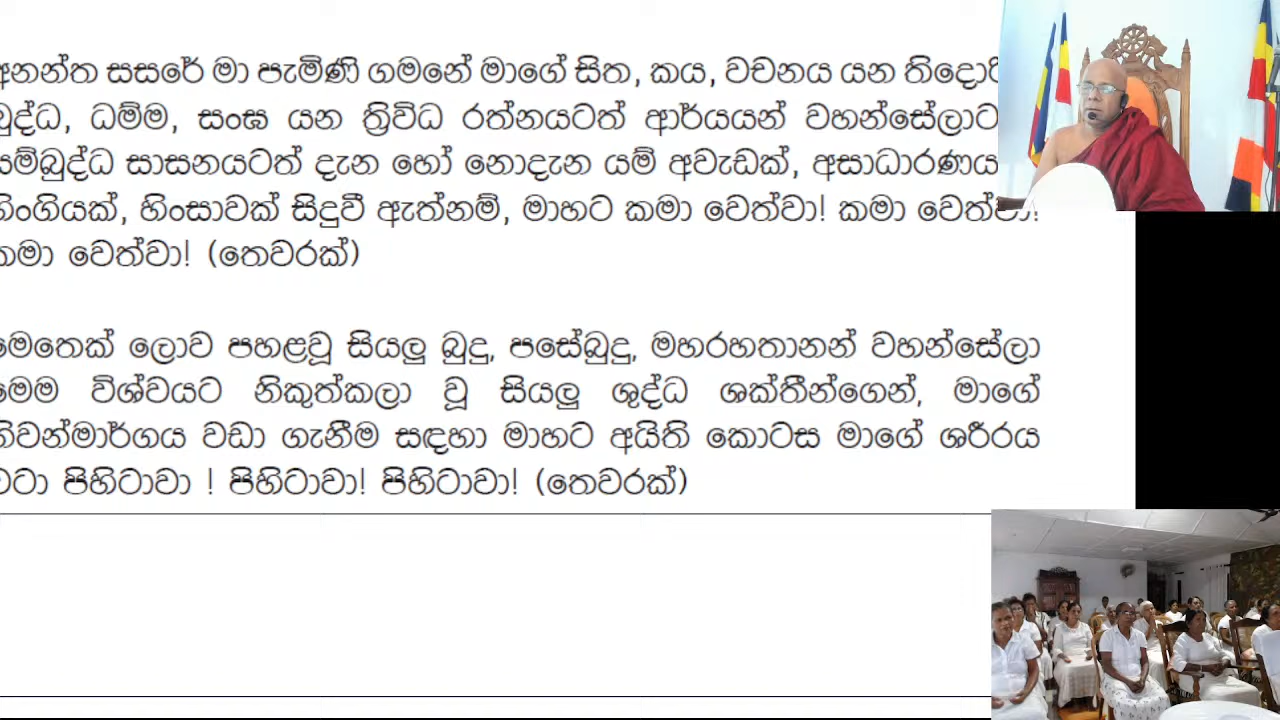 අනන්ත සසරේ මා පැමිණි ගමනේ මාගේ සිත, කය, වචනය යන
බුද්ධ, ධම්ම, සංඝ යන ත්‍රිවිධ රත්නයටත් ආර්යයන් වහන්සේලාට
සම්බුද්ධ සාසනයටත් දැන හෝ නොදැන යම් අවැඩක්, අසාධාරණය
හිංගියක්, හිංසාවක් සිදුවී ඇත්නම්, මාහට කමා වෙත්වා! කමා වෙත්වා!
කමා වෙත්වා! (තෙවරක්)
මෙතෙක් ලොව පහළවූ සියලු බුදු, පසේබුදු, මහරහතානන් වහන්සේලා
මෙම විශ්වයට නිකුත්කලා වූ සියලු ශුද්ධ ශක්තීන්ගෙන්, මාගේ
නිවන්මාර්ගය වඩා ගැනීම සඳහා මාහට අයිති කොටස මාගේ ශරීරය
වටා පිහිටාවා ! පිහිටාවා! පිහිටාවා! (තෙවරක්)